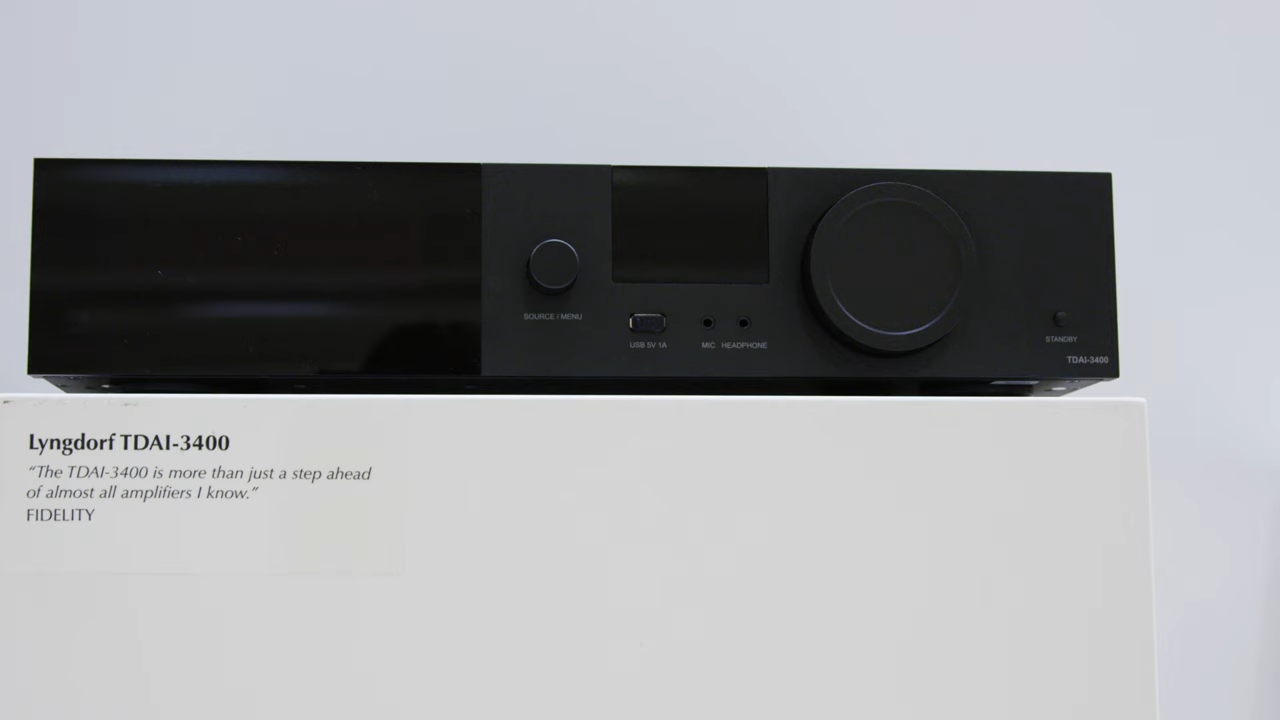 SOURCE / MENU
USB 5V 1A
MIC
HEADPHONE
STANDBY
TDAI-3400
Lyngdorf TDAI-3400
“The TDAI-3400 is more than just a step ahead
of almost all amplifiers I know.”
FIDELITY